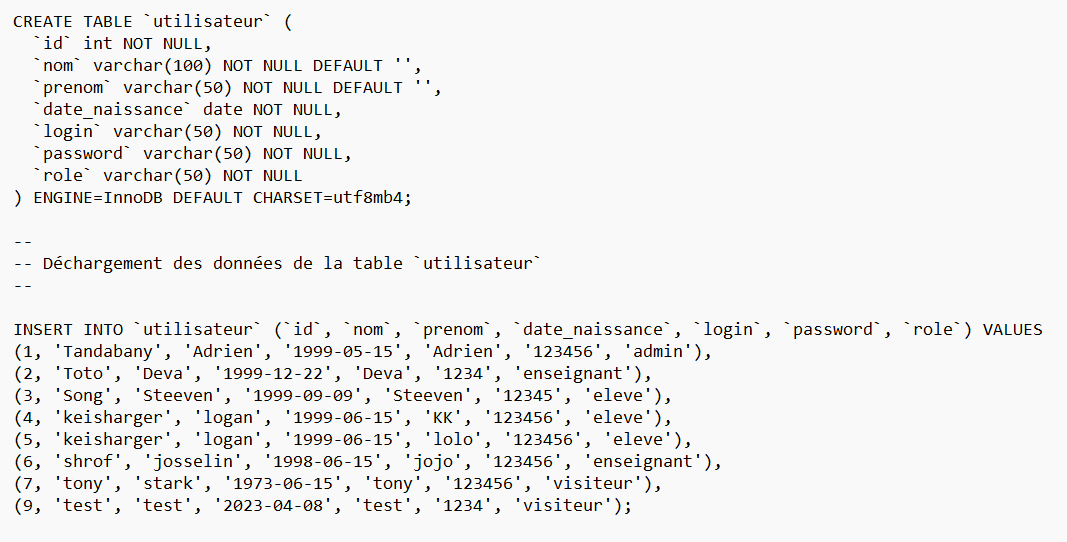 CREATE TABLE `utilisateur` (
  `id` int NOT NULL,
  `nom` varchar(100) NOT NULL DEFAULT '',
  `prenom` varchar(50) NOT NULL DEFAULT '',
  `date_naissance` date NOT NULL,
  `login` varchar(50) NOT NULL,
  `password` varchar(50) NOT NULL,
  `role` varchar(50) NOT NULL
) ENGINE=InnoDB DEFAULT CHARSET=utf8mb4;

--
-- Déchargement des données de la table `utilisateur`
--

INSERT INTO `utilisateur` (`id`, `nom`, `prenom`, `date_naissance`, `login`, `password`, `role`) VALUES
(1, 'Tandabany', 'Adrien', '1999-05-15', 'Adrien', '123456', 'admin'),
(2, 'Toto', 'Deva', '1999-12-22', 'Deva', '1234', 'enseignant'),
(3, 'Song', 'Steeven', '1999-09-09', 'Steeven', '12345', 'eleve'),
(4, 'keisharger', 'logan', '1999-06-15', 'KK', '123456', 'eleve'),
(5, 'keisharger', 'logan', '1999-06-15', 'lolo', '123456', 'eleve'),
(6, 'shrof', 'josselin', '1998-06-15', 'jojo', '123456', 'enseignant'),
(7, 'tony', 'stark', '1973-06-15', 'tony', '123456', 'visiteur'),
(9, 'test', 'test', '2023-04-08', 'test', '1234', 'visiteur');